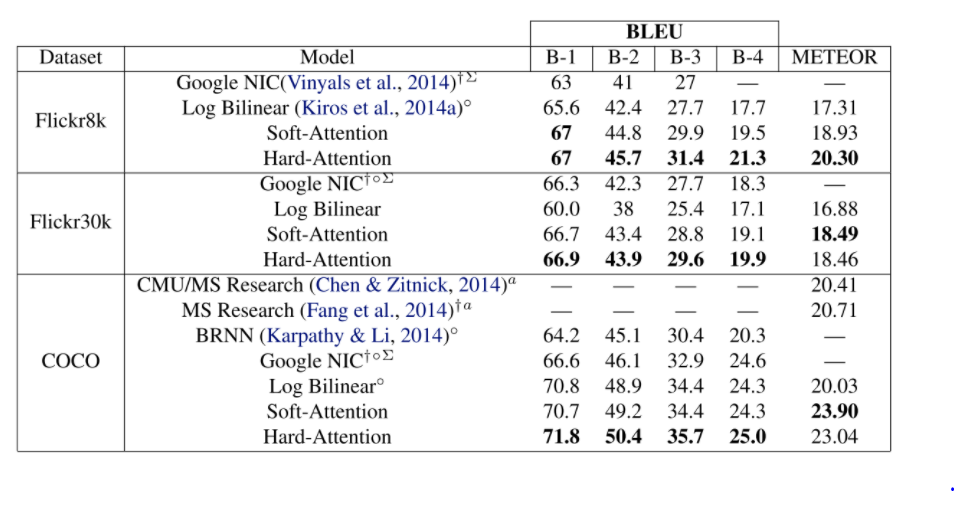 BLEU
Dataset Model B-1 B-2 B-3 B-4 METEOR
Flickr8k
Google NIC(Vinyals et al., 2014)†Σ 63 41 27 — —
Log Bilinear (Kiros et al., 2014a)° 65.6 42.4 27.7 17.7 17.31
Soft-Attention 67 44.8 29.9 19.5 18.93
Hard-Attention 67 45.7 31.4 21.3 20.30
Flickr30k
Google NIC†°Σ 66.3 42.3 27.7 18.3 —
Log Bilinear 60.0 38 25.4 17.1 16.88
Soft-Attention 66.7 43.4 28.8 19.1 18.49
Hard-Attention 66.9 43.9 29.6 19.9 18.46
COCO
CMU/MS Research (Chen & Zitnick, 2014)a — — — — 20.41
MS Research (Fang et al., 2014)†a — — — — 20.71
BRNN (Karpathy & Li, 2014)° 64.2 45.1 30.4 20.3 —
Google NIC†°Σ 66.6 46.1 32.9 24.6 —
Log Bilinear° 70.8 48.9 34.4 24.3 20.03
Soft-Attention 70.7 49.2 34.4 24.3 23.90
Hard-Attention 71.8 50.4 35.7 25.0 23.04